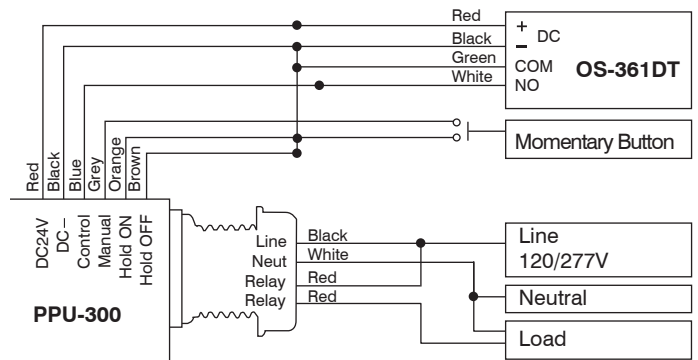 Red
Black
Green
White
+
DC
–
COM
NO
OS-361DT
Momentary Button
Red
Black
Blue
Grey
Orange
Brown
DC24V
DC–
Control
Manual
Hold ON
Hold OFF
PPU-300
Line
Neut
Relay
Relay
Black
White
Red
Red
Line
120/277V
Neutral
Load